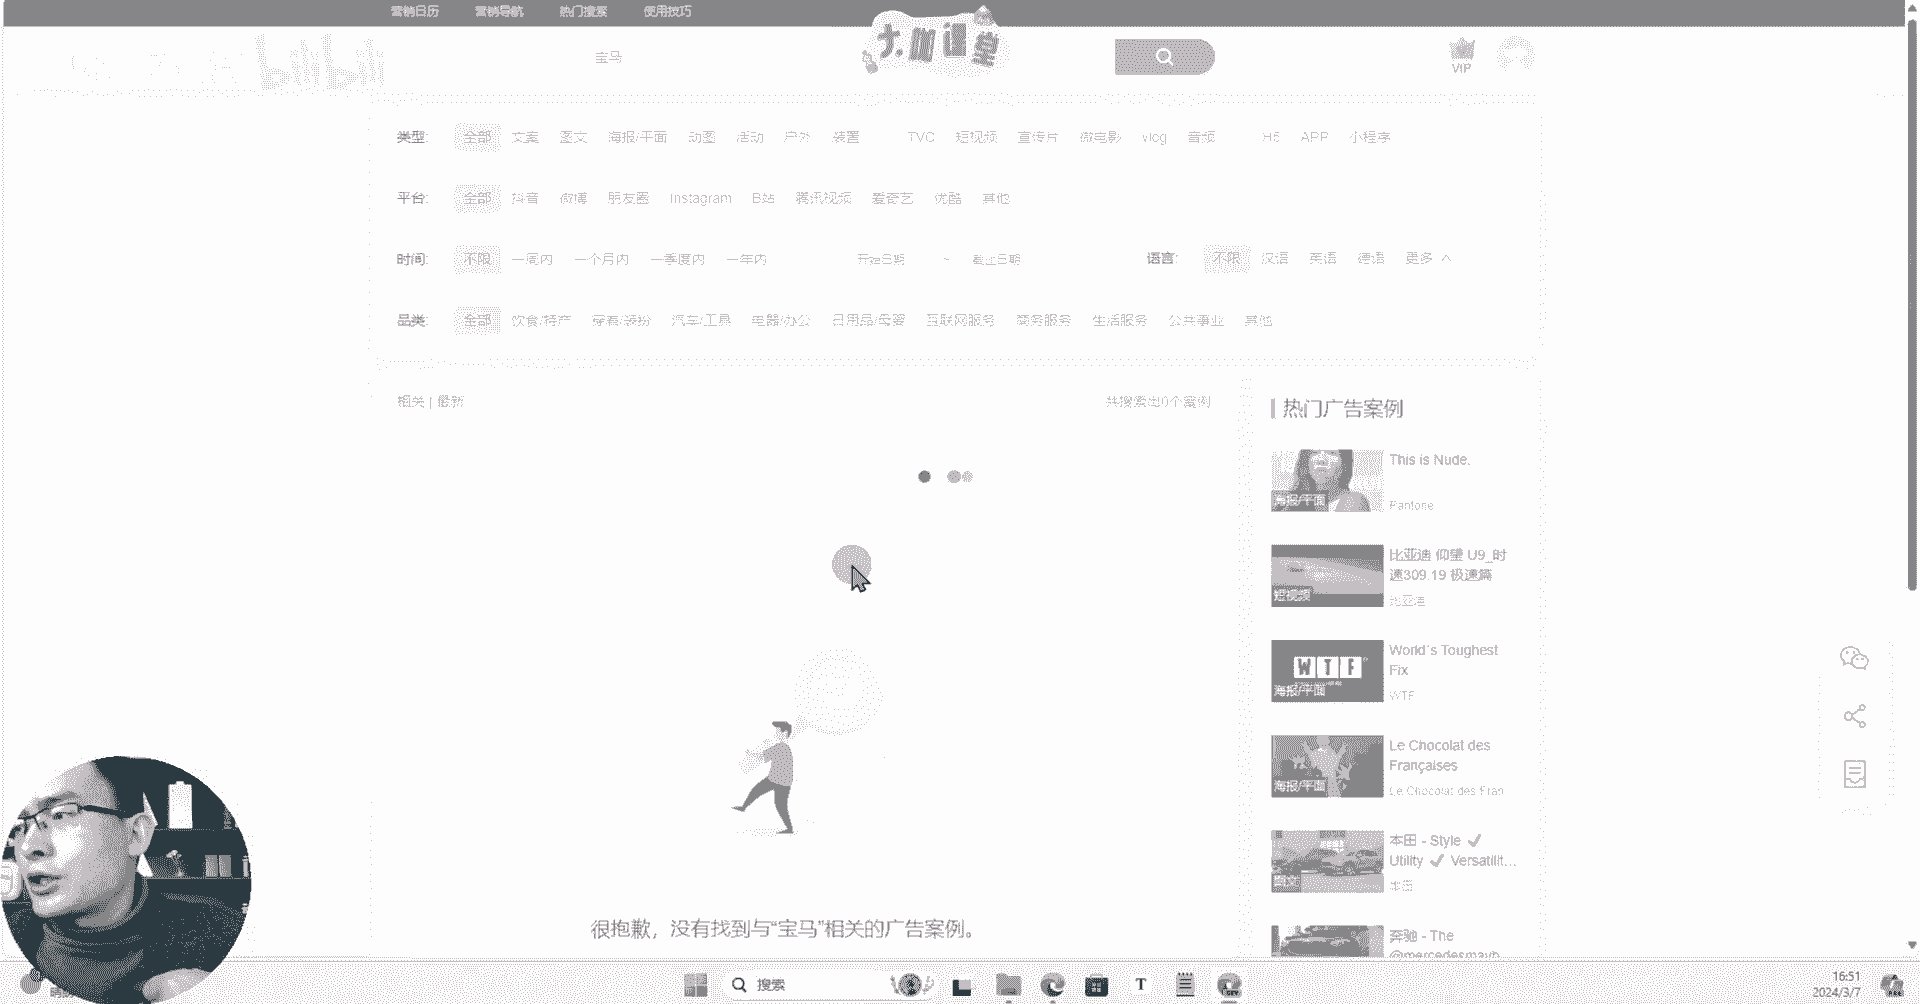 营销日历 营销导航 热门搜索 使用技巧
大咖课堂
bilibili
宝马
VIP
类型: 全部 文案 图文 海报/平面 动图 活动 户外 装置 TVC 短视频 宣传片 微电影 vlog 音频 H5 APP 小程序
平台: 全部 抖音 微博 朋友圈 Instagram B站 腾讯视频 爱奇艺 优酷 其他
时间: 不限 一周内 一个月内 一季度内 一年内 开始日期 ~ 截止日期 语言: 不限 汉语 英语 德语 更多
品类: 全部 饮食/特产 穿着/装扮 汽车/工具 电器/办公 日用品/母婴 互联网服务 商务服务 生活服务 公共事业 其他
相关 | 最新
共搜索出0个案例
很抱歉，没有找到与“宝马”相关的广告案例。
热门广告案例
This is Nude.
海报/平面
Pantone
比亚迪 仰望 U9_时
速309.19 极速篇
短视频
比亚迪
World's Toughest
Fix
WTF
海报/平面
WTF
Le Chocolat des
Françaises
海报/平面
Le Chocolat des Fran
本田 - Style ✓
Utility ✓ Versatilit...
图文
本田
奔驰 - The
@mercedesmayb
搜索
16:51
2024/3/7